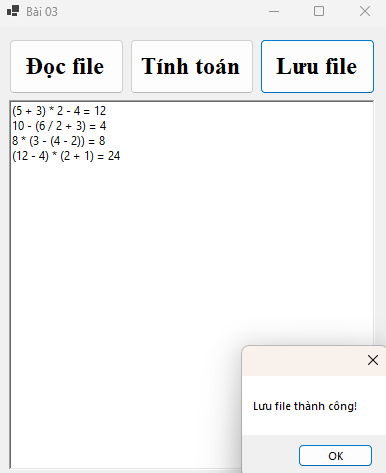 Bài 03
Đọc file
Tính toán
Lưu file
(5 + 3) * 2 - 4 = 12
10 - (6 / 2 + 3) = 4
8 * (3 - (4 - 2)) = 8
(12 - 4) * (2 + 1) = 24
Lưu file thành công!
OK